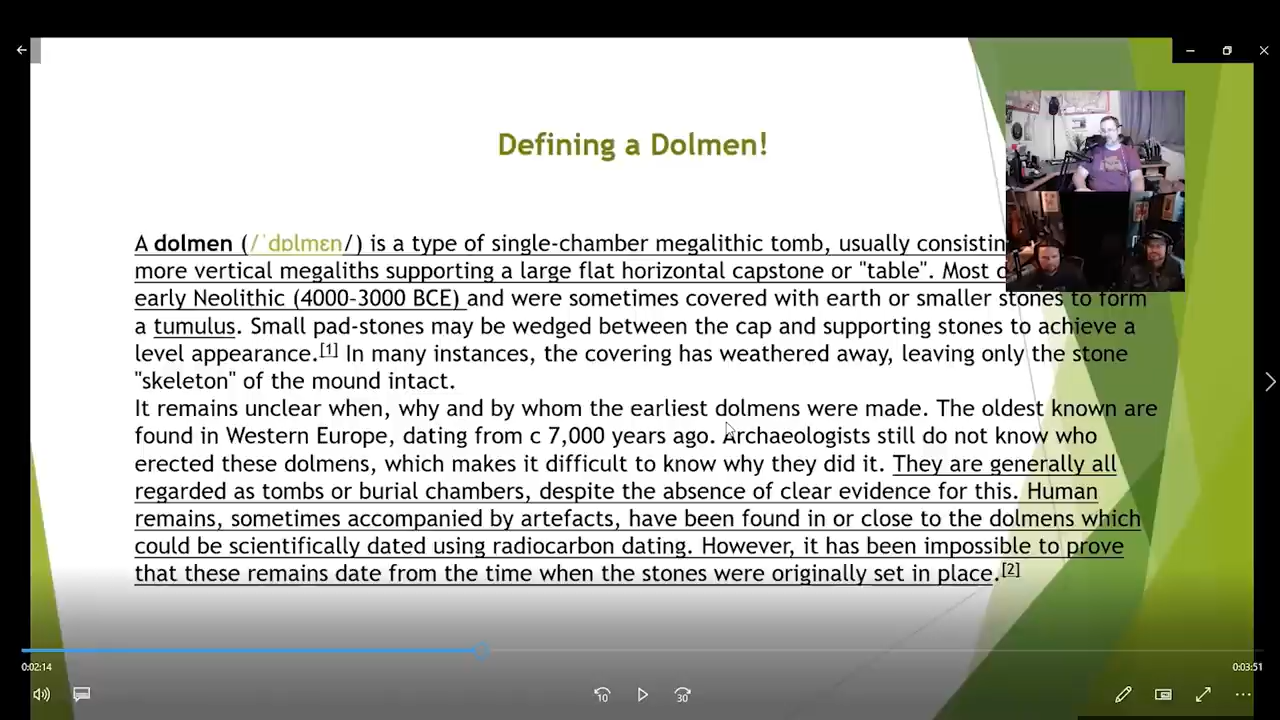 Defining a Dolmen!
A dolmen (/ˈdɒlmɛn/) is a type of single-chamber megalithic tomb, usually
more vertical megaliths supporting a large flat horizontal capstone or "table". Most
early Neolithic (4000–3000 BCE) and were sometimes covered with earth or smaller stones to form
a tumulus. Small pad-stones may be wedged between the cap and supporting stones to achieve a
level appearance.[1] In many instances, the covering has weathered away, leaving only the stone
"skeleton" of the mound intact.
It remains unclear when, why and by whom the earliest dolmens were made. The oldest known are
found in Western Europe, dating from c 7,000 years ago. Archaeologists still do not know who
erected these dolmens, which makes it difficult to know why they did it. They are generally all
regarded as tombs or burial chambers, despite the absence of clear evidence for this. Human
remains, sometimes accompanied by artefacts, have been found in or close to the dolmens which
could be scientifically dated using radiocarbon dating. However, it has been impossible to prove
that these remains date from the time when the stones were originally set in place.[2]
0:02:14
0:03:51
10
30